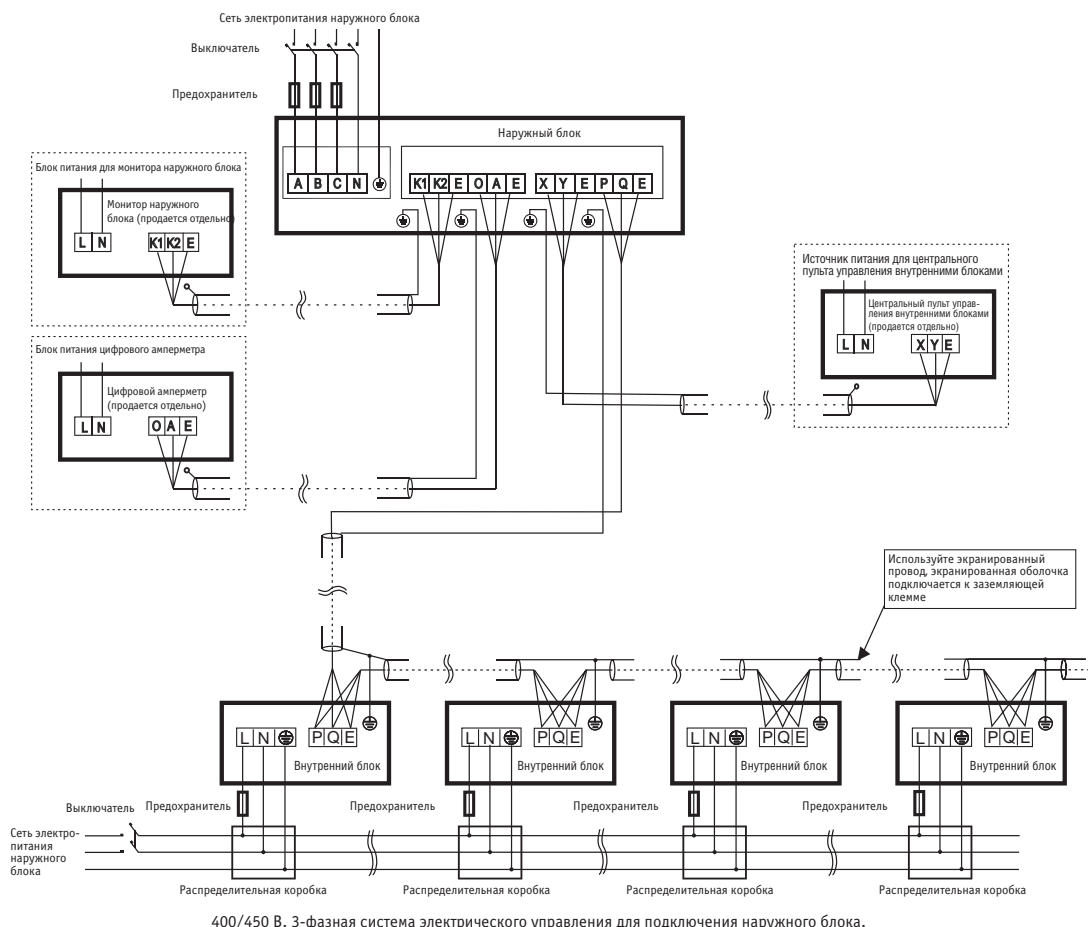 Сеть электропитания наружного блока
Выключатель
Предохранитель
Наружный блок
A B C N
K1 K2 E O A E X Y E P Q E
Блок питания для монитора наружного блока
Монитор наружного
блока (продается отдельно)
L N
K1 K2 E
Источник питания для центрального
пульта управления внутренними блоками
Центральный пульт управ-
ления внутренними блоками
(продается отдельно)
L N
X Y E
Блок питания цифрового амперметра
Цифровой амперметр
(продается отдельно)
L N
O A E
Используйте экранированный
провод, экранированная оболочка
подключается к заземляющей
клемме
L N P Q E
Внутренний блок
L N P Q E
Внутренний блок
L N P Q E
Внутренний блок
L N P Q E
Внутренний блок
Выключатель
Предохранитель
Предохранитель
Предохранитель
Предохранитель
Сеть электро-
питания
наружного
блока
Распределительная коробка
Распределительная коробка
Распределительная коробка
Распределительная коробка
400/450 В, 3-фазная система электрического управления для подключения наружного блока.